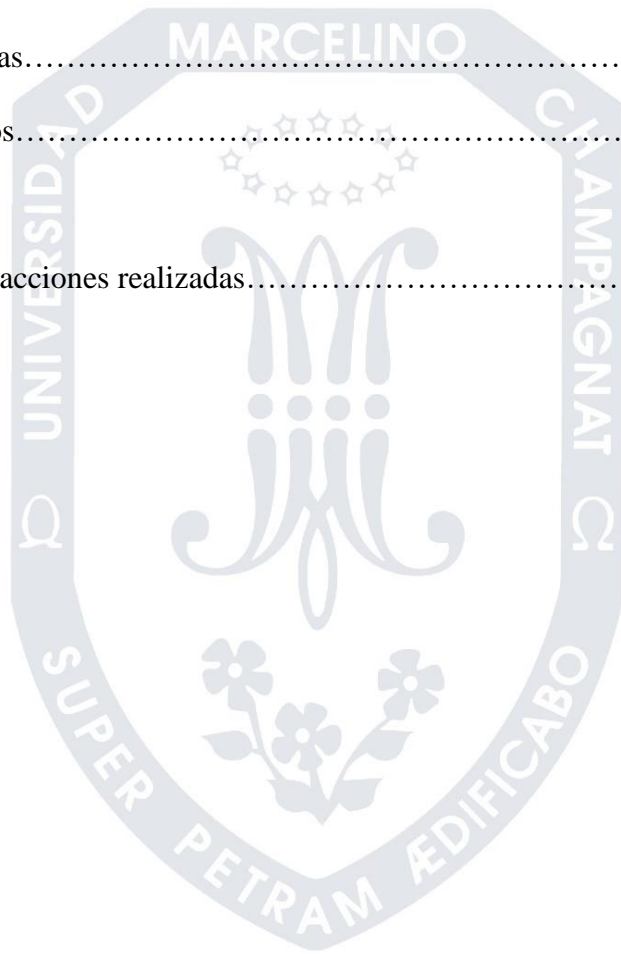 as……………………………………………………
os……………………………………………………
acciones realizadas………………………………
UNIVERSIDAD MARCELINO CHAMPAGNAT
SUPER PETRAM ÆDIFICABO